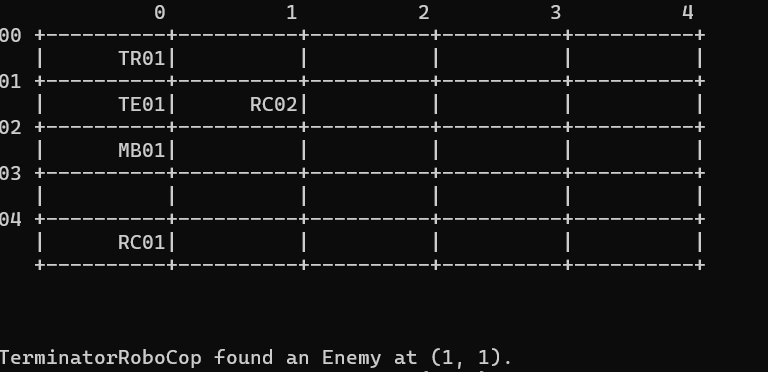 0           1           2           3           4
00 +-----------+-----------+-----------+-----------+-----------+
   |       TR01|           |           |           |           |
01 +-----------+-----------+-----------+-----------+-----------+
   |       TE01|       RC02|           |           |           |
02 +-----------+-----------+-----------+-----------+-----------+
   |       MB01|           |           |           |           |
03 +-----------+-----------+-----------+-----------+-----------+
   |           |           |           |           |           |
04 +-----------+-----------+-----------+-----------+-----------+
   |       RC01|           |           |           |           |
   +-----------+-----------+-----------+-----------+-----------+
TerminatorRoboCop found an Enemy at (1, 1).